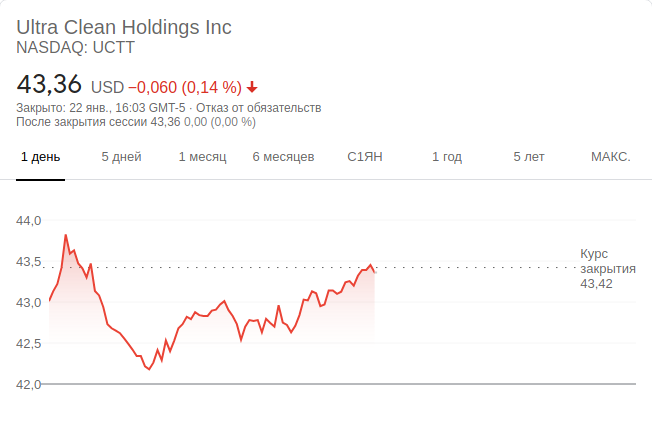 Ultra Clean Holdings Inc
NASDAQ: UCTT
43,36 USD −0,060 (0,14 %)
Закрыто: 22 янв., 16:03 GMT-5 · Отказ от обязательств
После закрытия сессии 43,36 0,00 (0,00 %)
1 день 5 дней 1 месяц 6 месяцев С1ЯН 1 год 5 лет МАКС.
44,0
43,5
43,0
42,5
42,0
Курс
закрытия
43,42